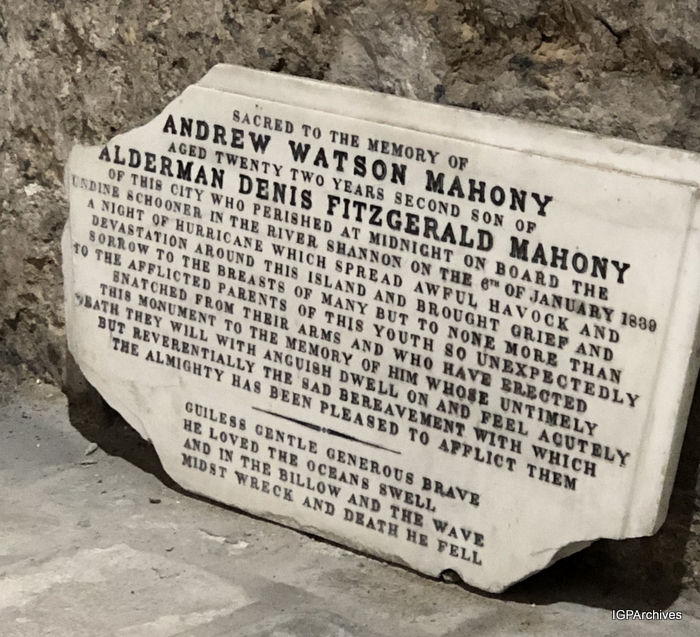 SACRED TO THE MEMORY OF
ANDREW WATSON MAHONY
AGED TWENTY TWO YEARS SECOND SON OF
ALDERMAN DENIS FITZGERALD MAHONY
OF THIS CITY WHO PERISHED AT MIDNIGHT ON BOARD THE
UNDINE SCHOONER IN THE RIVER SHANNON ON THE 6TH OF JANUARY 1839
A NIGHT OF HURRICANE WHICH SPREAD AWFUL HAVOCK AND
DEVASTATION AROUND THIS ISLAND AND BROUGHT GRIEF AND
SORROW TO THE BREASTS OF MANY BUT TO NONE MORE THAN
TO THE AFFLICTED PARENTS OF THIS YOUTH SO UNEXPECTEDLY
SNATCHED FROM THEIR ARMS AND WHO HAVE ERECTED
THIS MONUMENT TO THE MEMORY OF HIM WHOSE UNTIMELY
DEATH THEY WILL WITH ANGUISH DWELL ON AND FEEL ACUTELY
BUT REVERENTIALLY THE SAD BEREAVEMENT WITH WHICH
THE ALMIGHTY HAS BEEN PLEASED TO AFFLICT THEM
GUILESS GENTLE GENEROUS BRAVE
HE LOVED THE OCEANS SWELL
AND IN THE BILLOW AND THE WAVE
MIDST WRECK AND DEATH HE FELL
IGPArchives